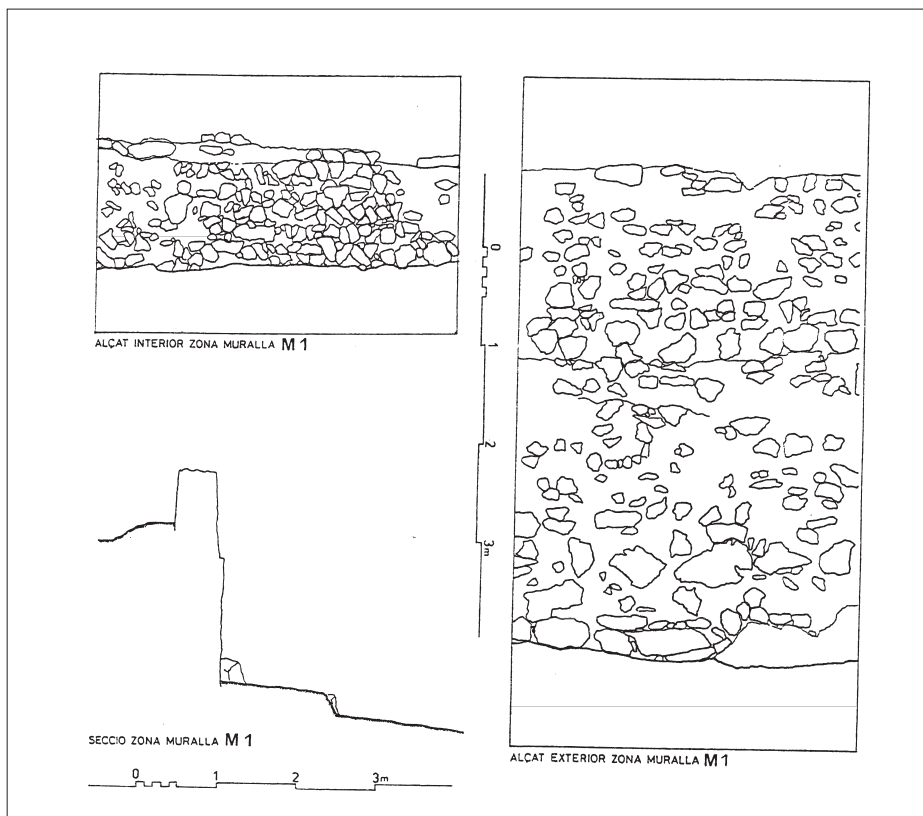 ALÇAT INTERIOR ZONA MURALLA M1
0
1
2
3m
SECCIO ZONA MURALLA M1
0 1 2 3m
ALÇAT EXTERIOR ZONA MURALLA M1